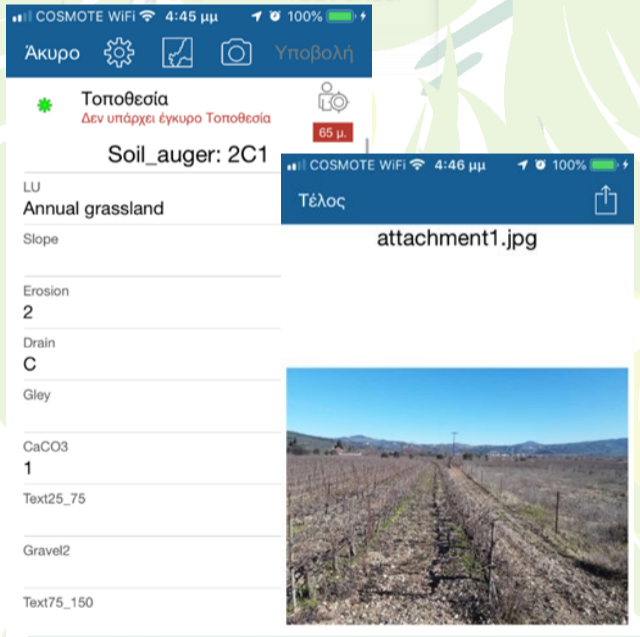 COSMOTE WiFi 4:45 μμ 100%
Άκυρο Υποβολή
Τοποθεσία
Δεν υπάρχει έγκυρο Τοποθεσία
65 μ.
Soil_auger: 2C1
LU
Annual grassland
Slope
Erosion
2
Drain
C
Gley
CaCO3
1
Text25_75
Gravel2
Text75_150
COSMOTE WiFi 4:46 μμ 100%
Τέλος
attachment1.jpg